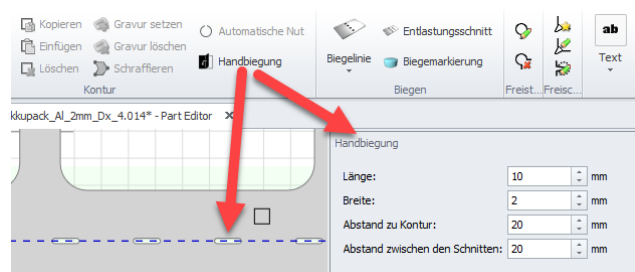 Kopieren
Gravur setzen
Automatische Nut
Entlastungsschnitt
ab
Einfügen
Gravur löschen
Löschen
Schraffieren
Handbiegung
Biegelinie
Biegemarkierung
Text
Kontur
Biegen
Freist...
Freisc...
kkupack_Al_2mm_Dx_4.014* - Part Editor X
Handbiegung
Länge: 10 mm
Breite: 2 mm
Abstand zu Kontur: 20 mm
Abstand zwischen den Schnitten: 20 mm